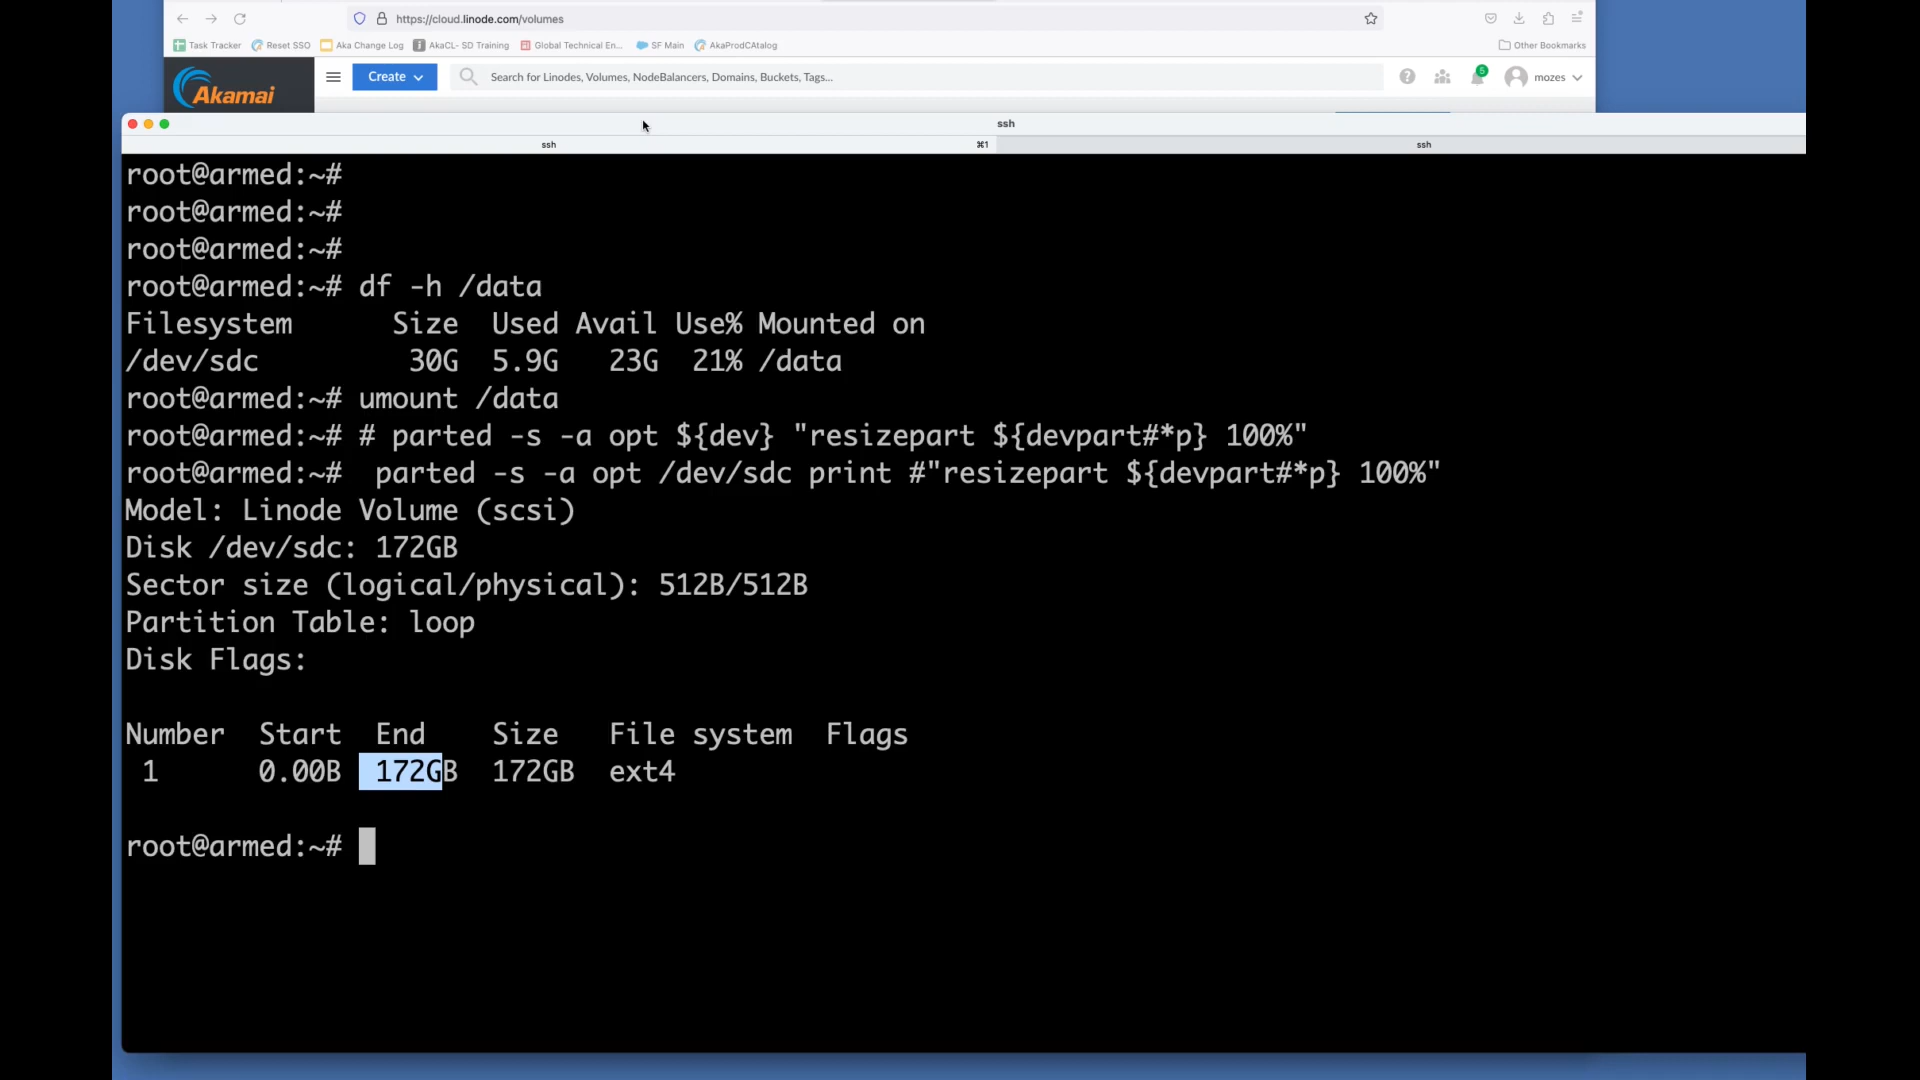 https://cloud.linode.com/volumes
Task Tracker Reset SSO Aka Change Log AkaCL- SD Training Global Technical En... SF Main AkaProdCAtalog Other Bookmarks
Akamai Create Search for Linodes, Volumes, NodeBalancers, Domains, Buckets, Tags... 5 mozes
ssh
ssh ⌘1 ssh
root@armed:~#
root@armed:~#
root@armed:~#
root@armed:~# df -h /data
Filesystem Size Used Avail Use% Mounted on
/dev/sdc 30G 5.9G 23G 21% /data
root@armed:~# umount /data
root@armed:~# # parted -s -a opt ${dev} "resizepart ${devpart#*p} 100%"
root@armed:~#  parted -s -a opt /dev/sdc print #"resizepart ${devpart#*p} 100%"
Model: Linode Volume (scsi)
Disk /dev/sdc: 172GB
Sector size (logical/physical): 512B/512B
Partition Table: loop
Disk Flags:
Number Start End Size File system Flags
1 0.00B 172GB 172GB ext4
root@armed:~#